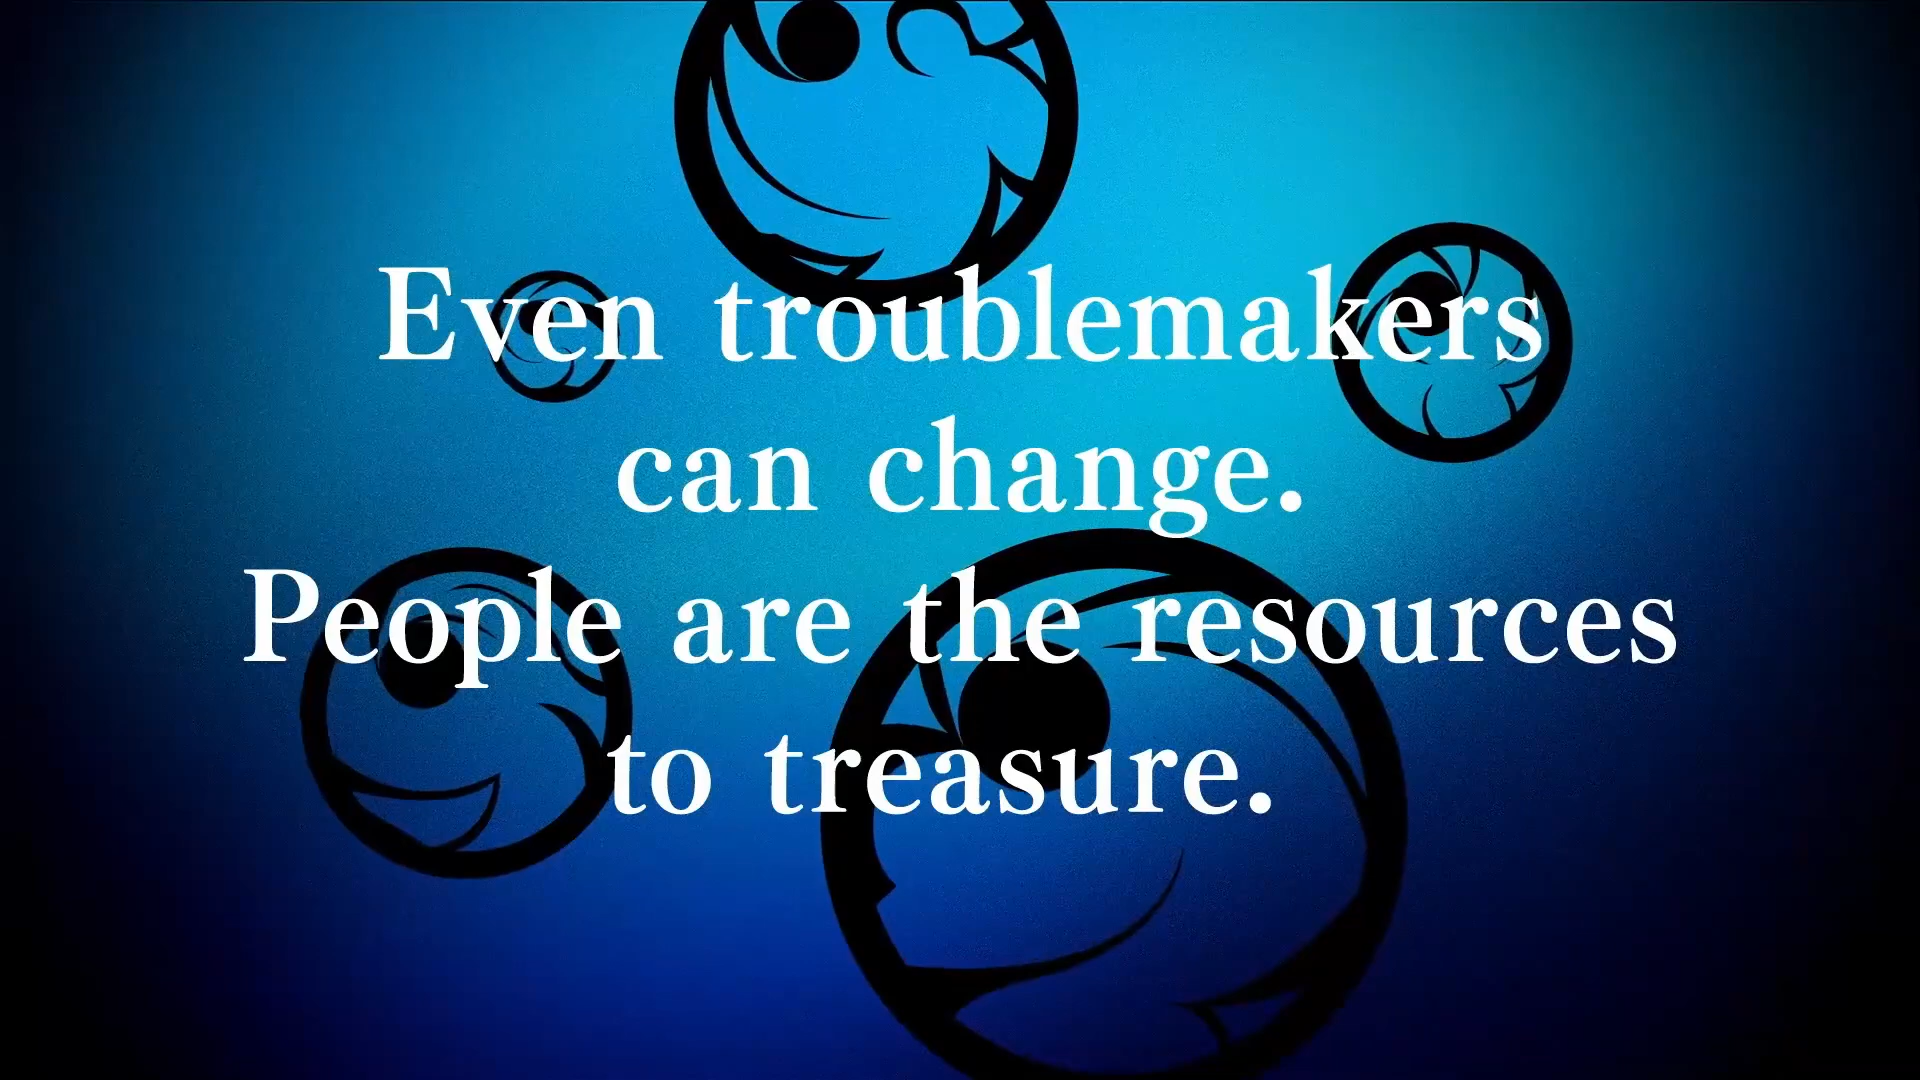 Even troublemakers
can change.
People are the resources
to treasure.